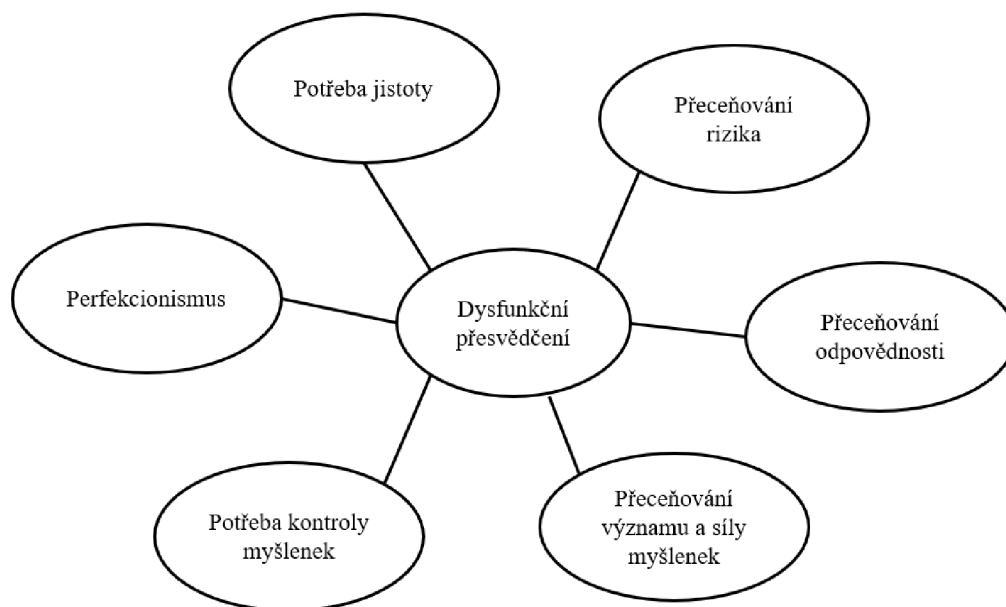 Potřeba jistoty
Přeceňování
rizika
Perfekcionismus
Dysfunkční
přesvědčení
Přeceňování
odpovědnosti
Potřeba kontroly
myšlenek
Přeceňování
významu a síly
myšlenek